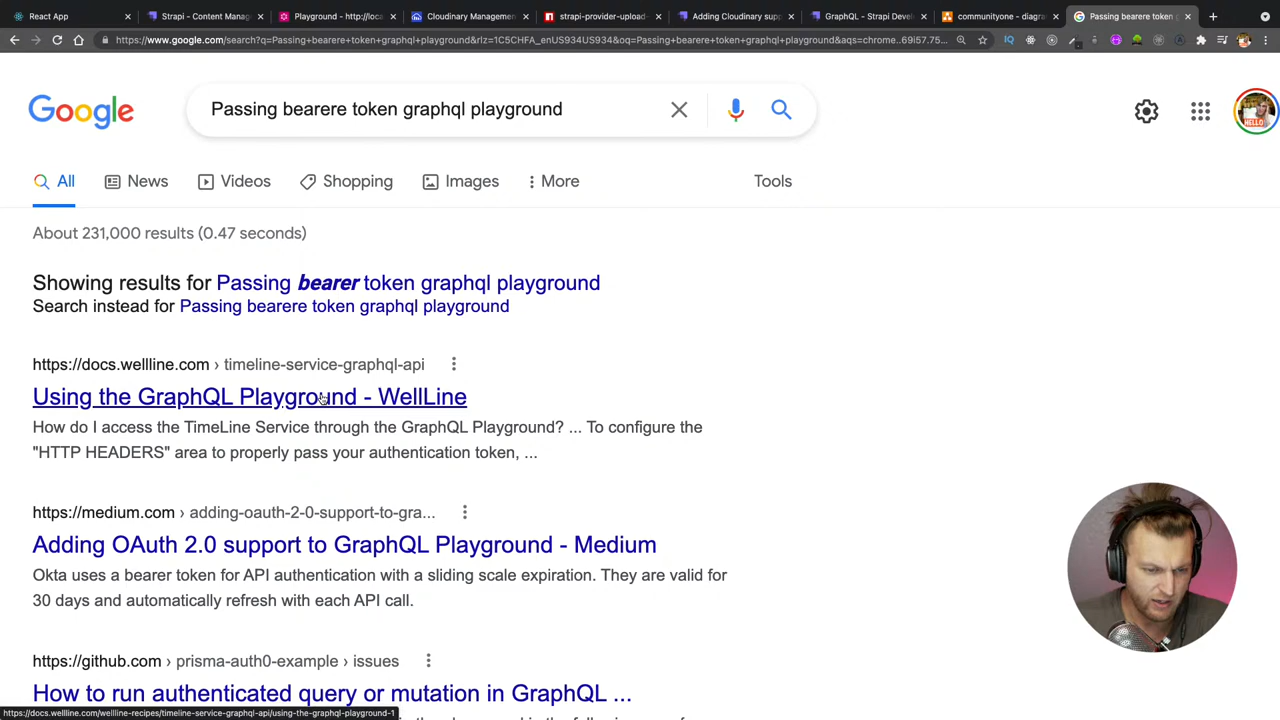 React App
Strapi - Content Mana
Playground - http://loca
Cloudinary Managemen
strapi-provider-upload-
Adding Cloudinary supp
GraphQL - Strapi Devel
communityone - diagra
Passing bearere token g
https://www.google.com/search?q=Passing+bearere+token+graphql+playground&rlz=1C5CHFA_enUS934US934&oq=Passing+bearere+token+graphql+playground&aqs=chrome..69i57.75...
Google
Passing bearere token graphql playground
All
News
Videos
Shopping
Images
More
Tools
About 231,000 results (0.47 seconds)
Showing results for Passing bearer token graphql playground
Search instead for Passing bearere token graphql playground
https://docs.wellline.com › timeline-service-graphql-api
Using the GraphQL Playground - WellLine
How do I access the TimeLine Service through the GraphQL Playground? ... To configure the
"HTTP HEADERS" area to properly pass your authentication token, ...
https://medium.com › adding-oauth-2-0-support-to-gra...
Adding OAuth 2.0 support to GraphQL Playground - Medium
Okta uses a bearer token for API authentication with a sliding scale expiration. They are valid for
30 days and automatically refresh with each API call.
https://github.com › prisma-auth0-example › issues
How to run authenticated query or mutation in GraphQL ...
https://docs.wellline.com/wellline-recipes/timeline-service-graphql-api/using-the-graphql-playground-1